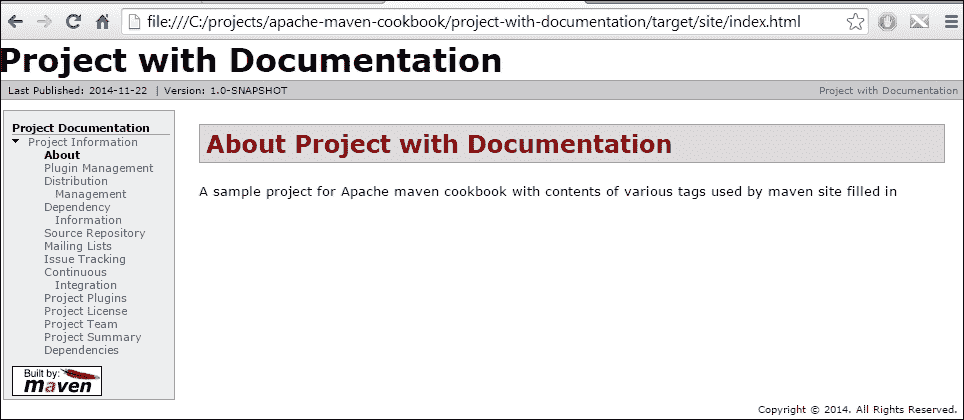 file:///C:/projects/apache-maven-cookbook/project-with-documentation/target/site/index.html
Project with Documentation
Last Published: 2014-11-22 | Version: 1.0-SNAPSHOT
Project with Documentation
Project Documentation
Project Information
About
Plugin Management
Distribution
Management
Dependency
Information
Source Repository
Mailing Lists
Issue Tracking
Continuous
Integration
Project Plugins
Project License
Project Team
Project Summary
Dependencies
Built by:
maven
About Project with Documentation
A sample project for Apache maven cookbook with contents of various tags used by maven site filled in
Copyright © 2014. All Rights Reserved.